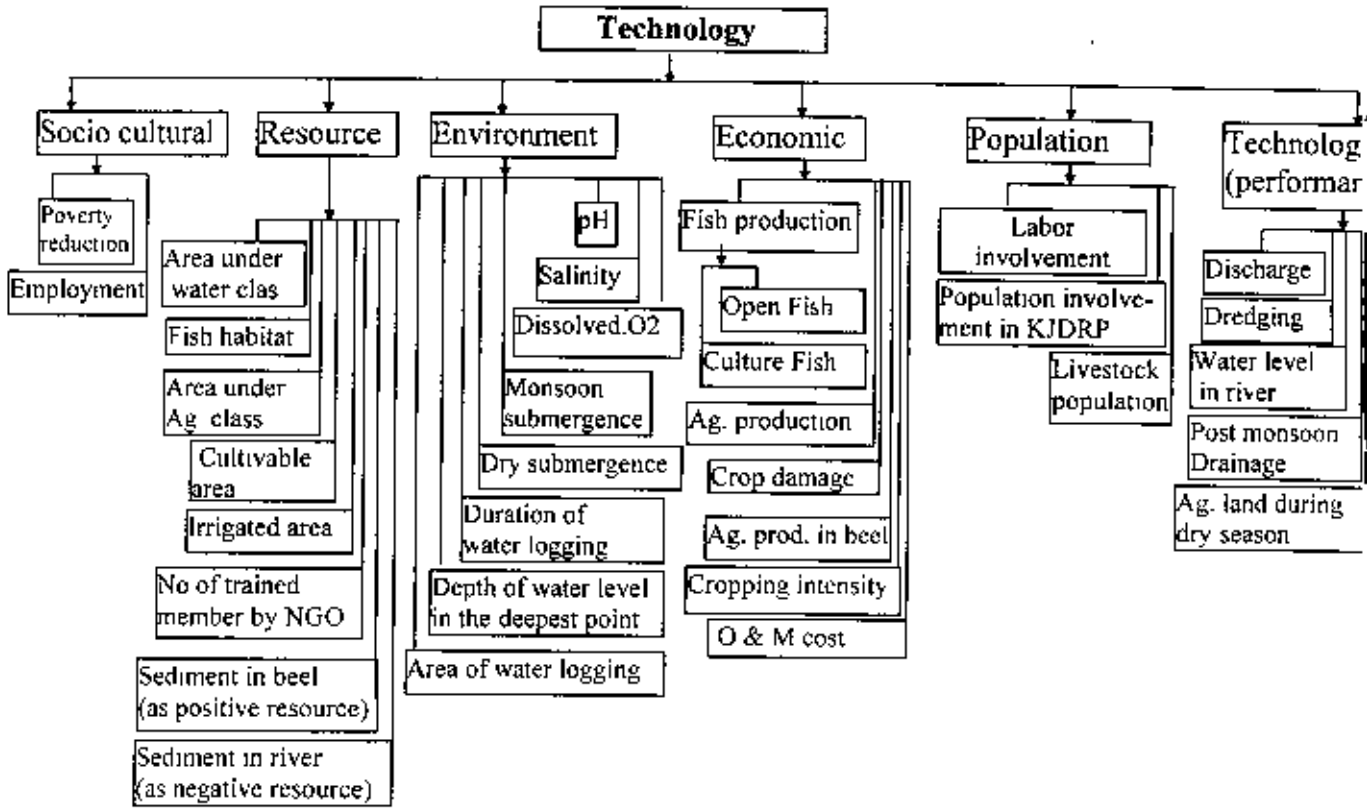 Technology
Socio cultural
Poverty
reduction
Employment
Resource
Area under
water clas
Fish habitat
Area under
Ag class
Cultivable
area
Irrigated area
No of trained
member by NGO
Sediment in beel
(as positive resource)
Sediment in river
(as negative resource)
Environment
pH
Salinity
Dissolved.O2
Monsoon
submergence
Dry submergence
Duration of
water logging
Depth of water level
in the deepest point
Area of water logging
Economic
Fish production
Open Fish
Culture Fish
Ag. production
Crop damage
Ag. prod. in beel
Cropping intensity
O & M cost
Population
Labor
involvement
Population involve-
ment in KJDRP
Livestock
population
Technolog
(performar
Discharge
Dredging
Water level
in river
Post monsoon
Drainage
Ag. land during
dry season